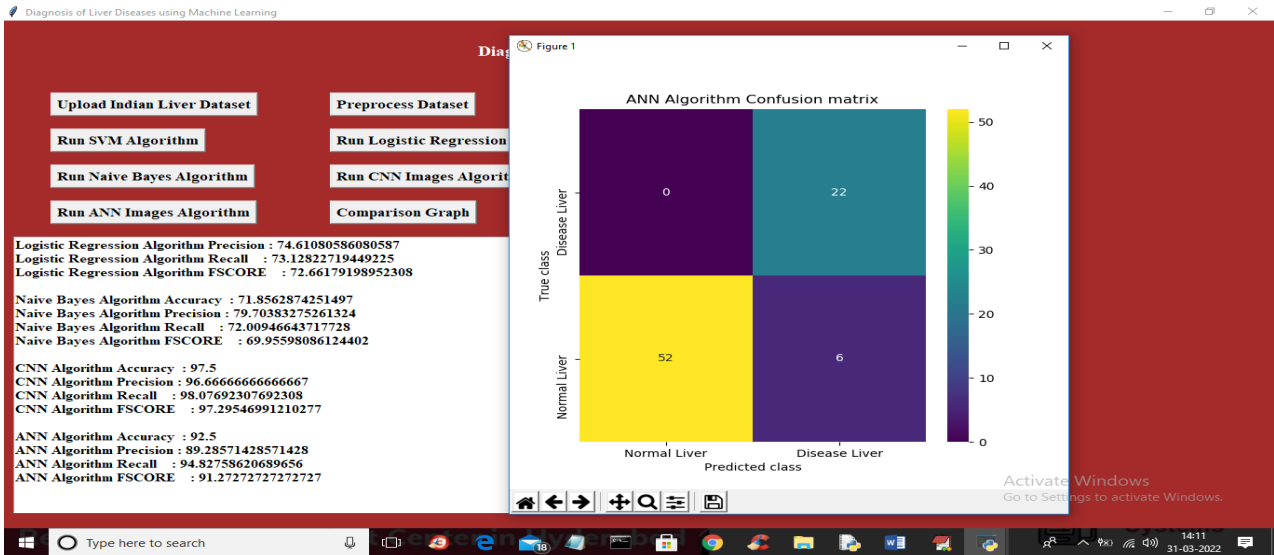 Diagnosis of Liver Diseases using Machine Learning
Figure 1
Upload Indian Liver Dataset
Preprocess Dataset
Run SVM Algorithm
Run Logistic Regression
Run Naive Bayes Algorithm
Run CNN Images Algorit
Run ANN Images Algorithm
Comparison Graph
Logistic Regression Algorithm Precision : 74.61080586080587
Logistic Regression Algorithm Recall : 73.12822719449225
Logistic Regression Algorithm FSCORE : 72.66179198952308
Naive Bayes Algorithm Accuracy : 71.8562874251497
Naive Bayes Algorithm Precision : 79.70383275261324
Naive Bayes Algorithm Recall : 72.00946643717728
Naive Bayes Algorithm FSCORE : 69.95598086124402
CNN Algorithm Accuracy : 97.5
CNN Algorithm Precision : 96.66666666666667
CNN Algorithm Recall : 98.07692307692308
CNN Algorithm FSCORE : 97.29546991210277
ANN Algorithm Accuracy : 92.5
ANN Algorithm Precision : 89.28571428571428
ANN Algorithm Recall : 94.82758620689656
ANN Algorithm FSCORE : 91.27272727272727
ANN Algorithm Confusion matrix
True class
Disease Liver
Normal Liver
0
22
52
6
Normal Liver
Disease Liver
Predicted class
50
40
30
20
10
0
Activate Windows
Go to Settings to activate Windows.
Type here to search
18
14:11
31-03-2022